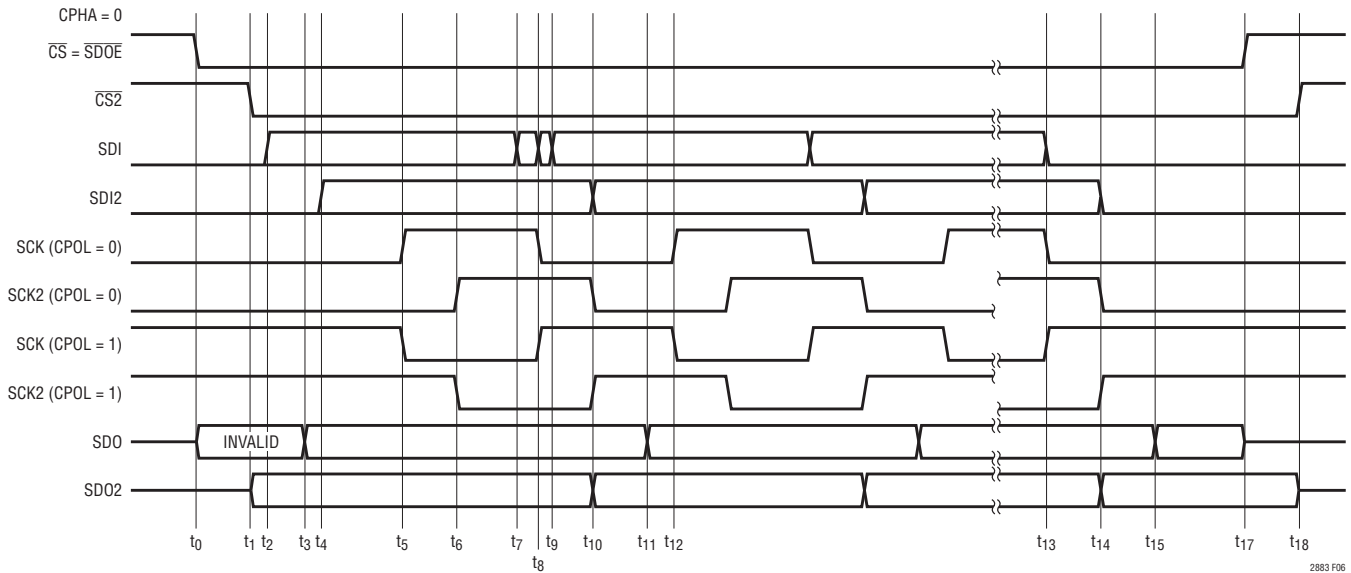 CPHA = 0
CS = SDOE
CS2
SDI
SDI2
SCK (CPOL = 0)
SCK2 (CPOL = 0)
SCK (CPOL = 1)
SCK2 (CPOL = 1)
SDO
INVALID
SDO2
t0 t1 t2 t3 t4 t5 t6 t7 t8 t9 t10 t11 t12 t13 t14 t15 t17 t18
2883 F06